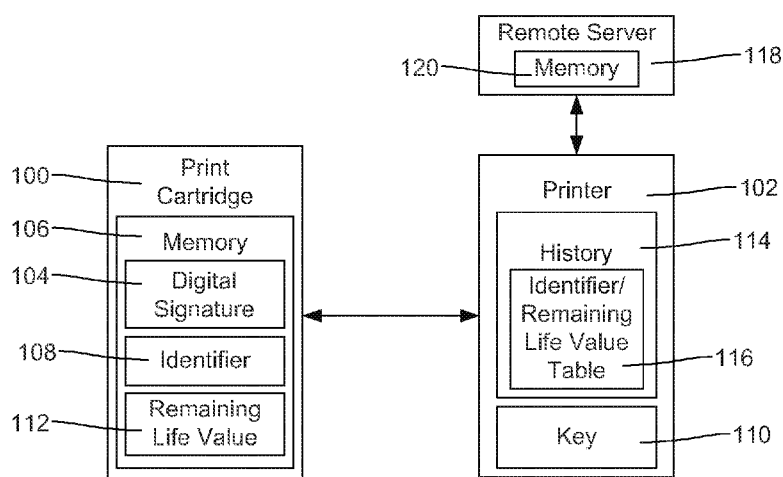 Remote Server
120
Memory
118
Print
Cartridge
100
106
Memory
104
Digital
Signature
108
Identifier
112
Remaining
Life Value
Printer
102
History
114
Identifier/
Remaining
Life Value
Table
116
Key
110